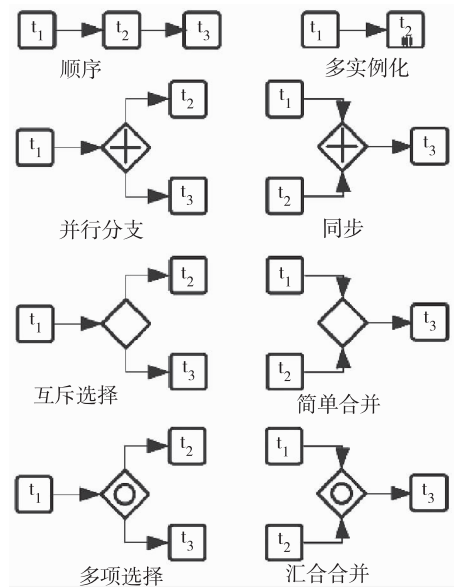 t1 t2 t3
顺序
t1 t2
多实例化
t1 t2 t3
并行分支
t1 t2 t3
同步
t1 t2 t3
互斥选择
t1 t2 t3
简单合并
t1 t2 t3
多项选择
t1 t2 t3
汇合合并